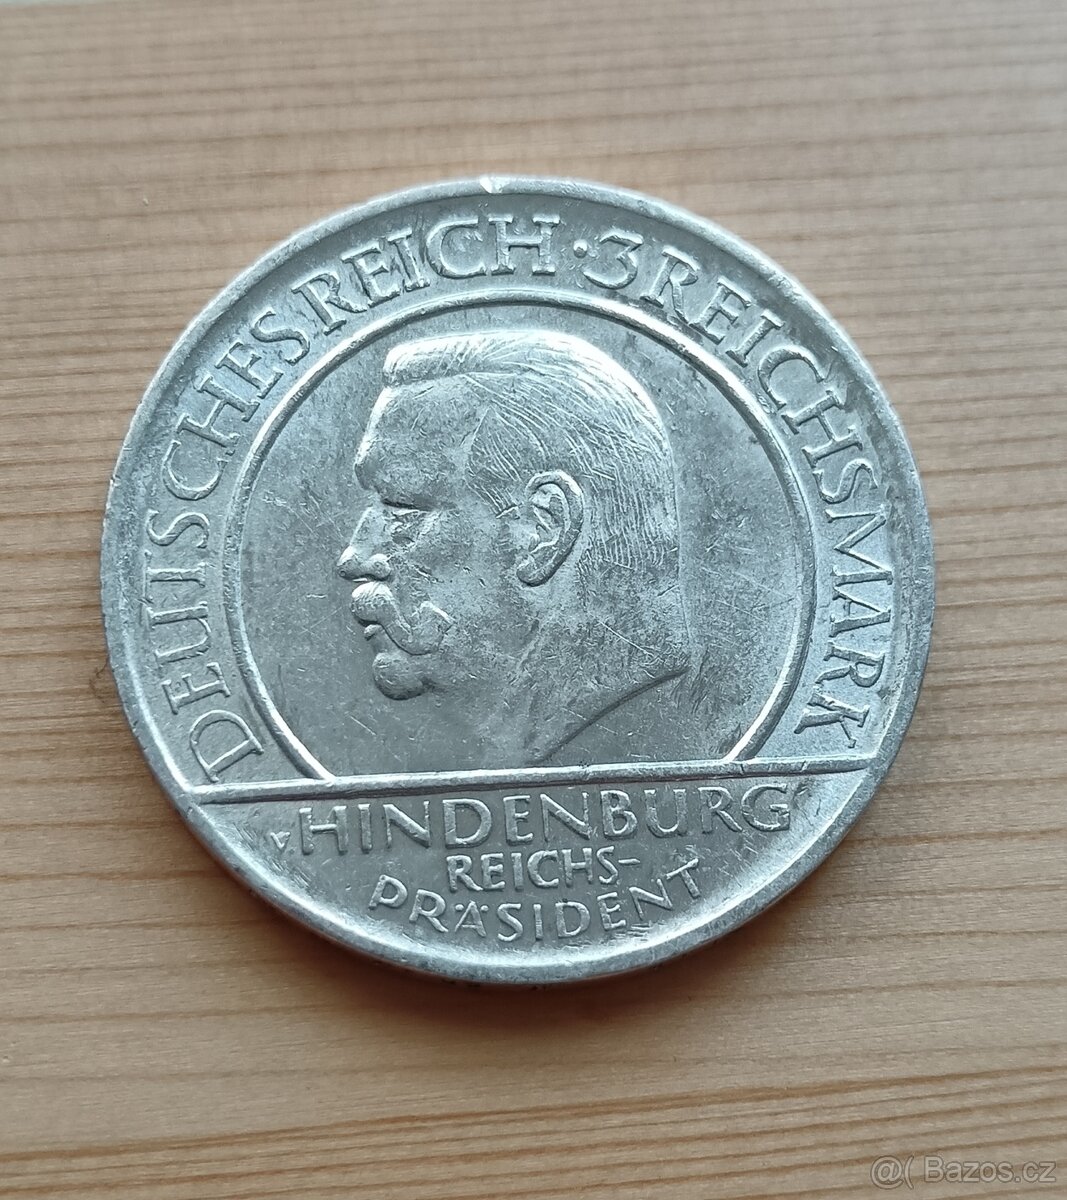 DEUTSCHES REICH · 3 REICHSMARK
v. HINDENBURG
REICHS-
PRÄSIDENT
@( Bazos.cz